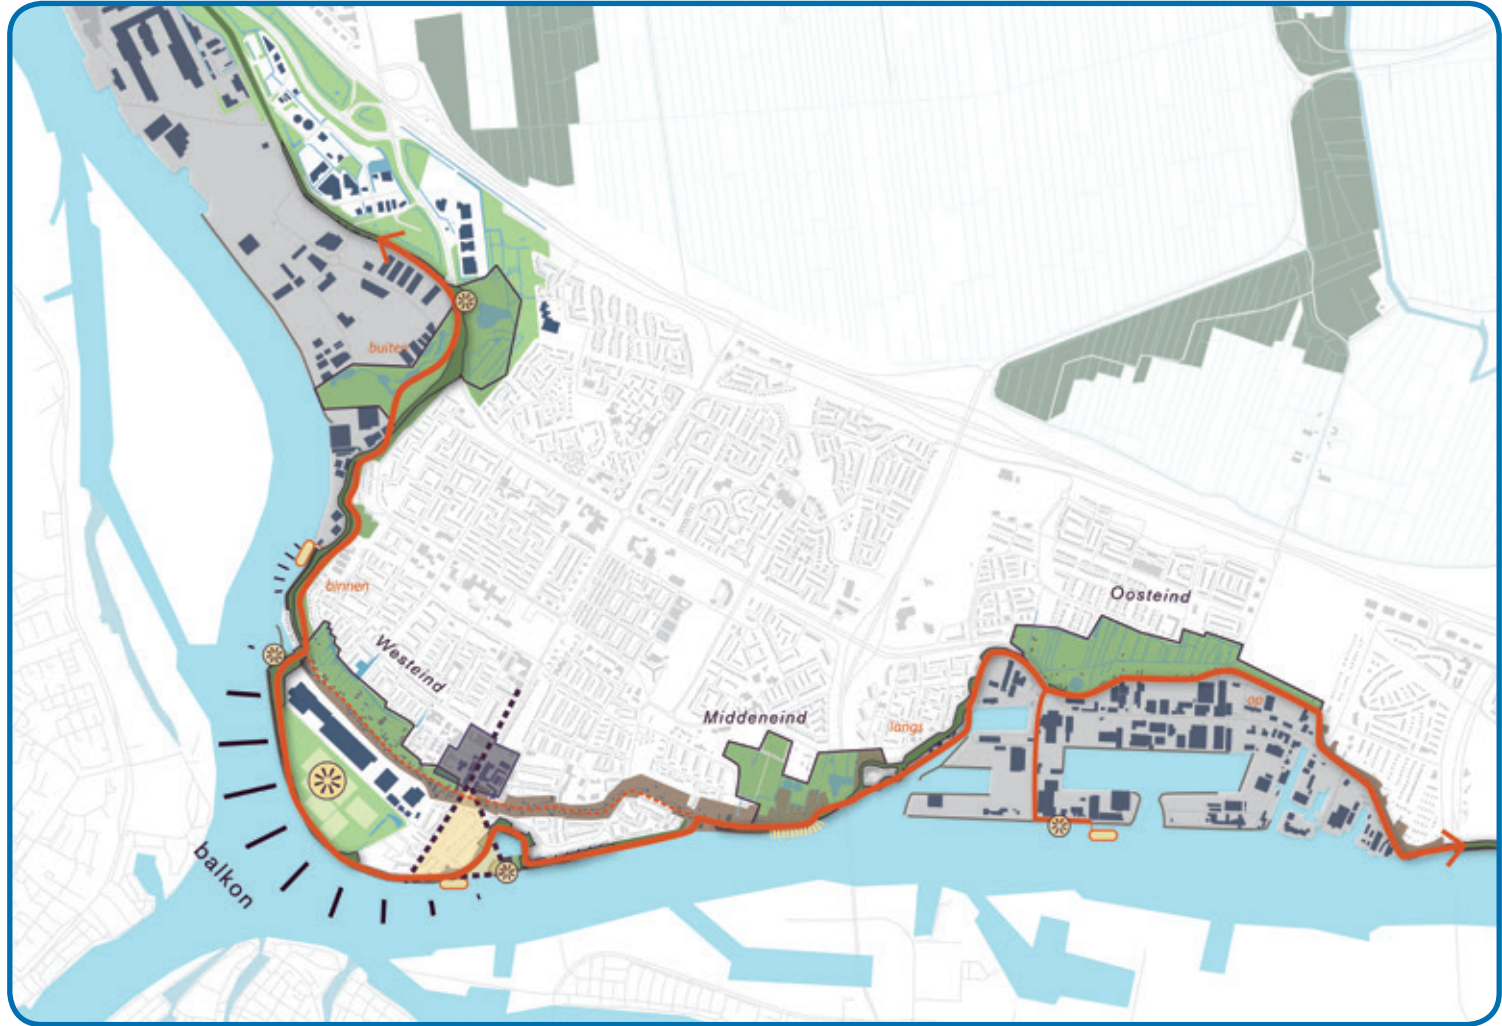 buiten
binnen
Oosteind
Westeind
op
Middeneind
langs
balkon